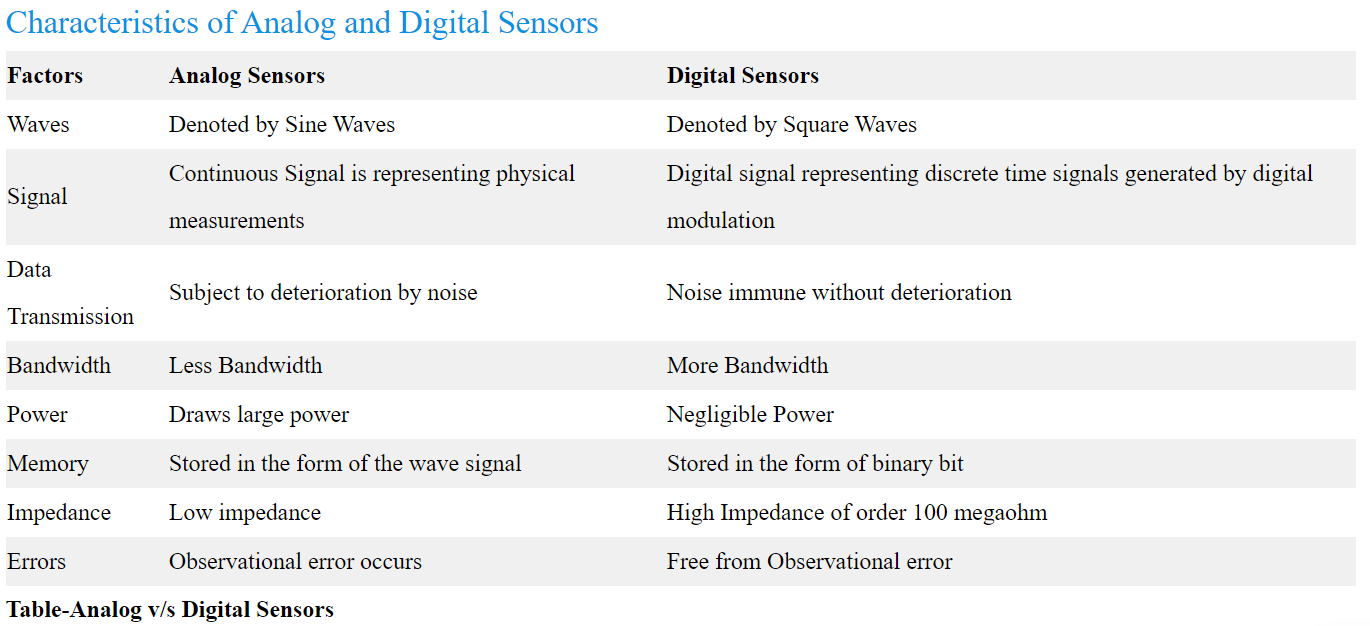 Characteristics of Analog and Digital Sensors
Factors Analog Sensors Digital Sensors
Waves Denoted by Sine Waves Denoted by Square Waves
Signal Continuous Signal is representing physical measurements Digital signal representing discrete time signals generated by digital modulation
Data Transmission Subject to deterioration by noise Noise immune without deterioration
Bandwidth Less Bandwidth More Bandwidth
Power Draws large power Negligible Power
Memory Stored in the form of the wave signal Stored in the form of binary bit
Impedance Low impedance High Impedance of order 100 megaohm
Errors Observational error occurs Free from Observational error
Table-Analog v/s Digital Sensors